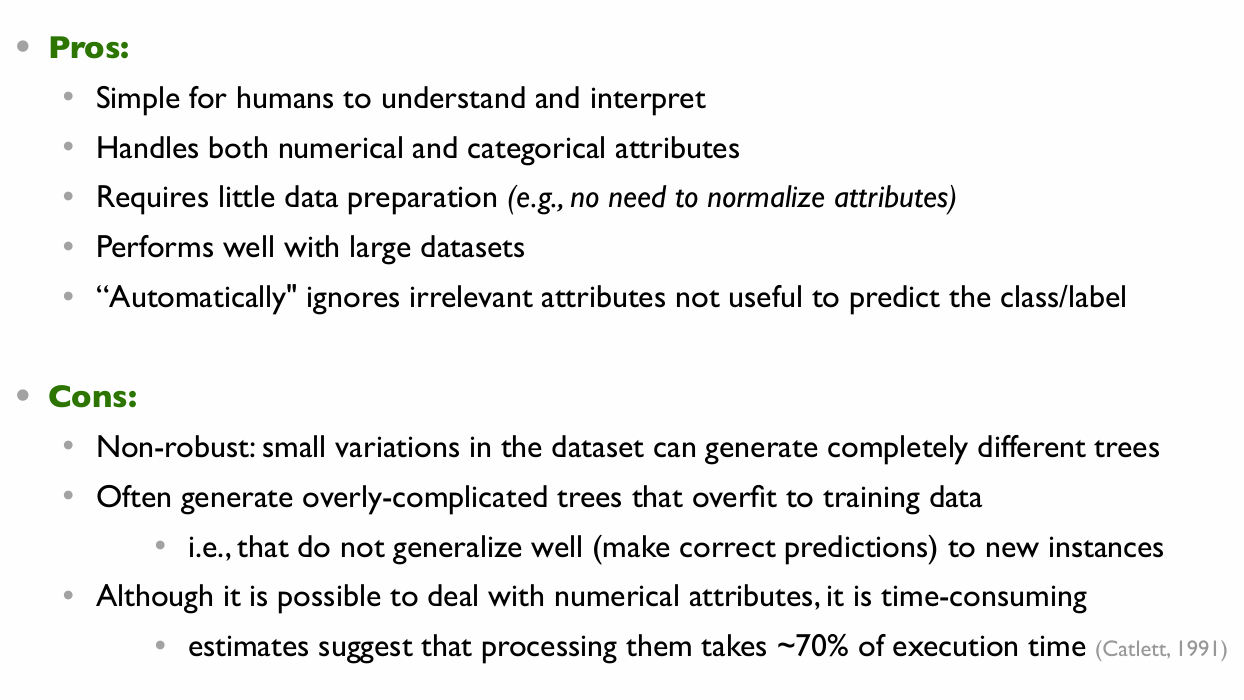 • Pros:
• Simple for humans to understand and interpret
• Handles both numerical and categorical attributes
• Requires little data preparation (e.g., no need to normalize attributes)
• Performs well with large datasets
• “Automatically" ignores irrelevant attributes not useful to predict the class/label
• Cons:
• Non-robust: small variations in the dataset can generate completely different trees
• Often generate overly-complicated trees that overfit to training data
• i.e., that do not generalize well (make correct predictions) to new instances
• Although it is possible to deal with numerical attributes, it is time-consuming
• estimates suggest that processing them takes ~70% of execution time (Catlett, 1991)